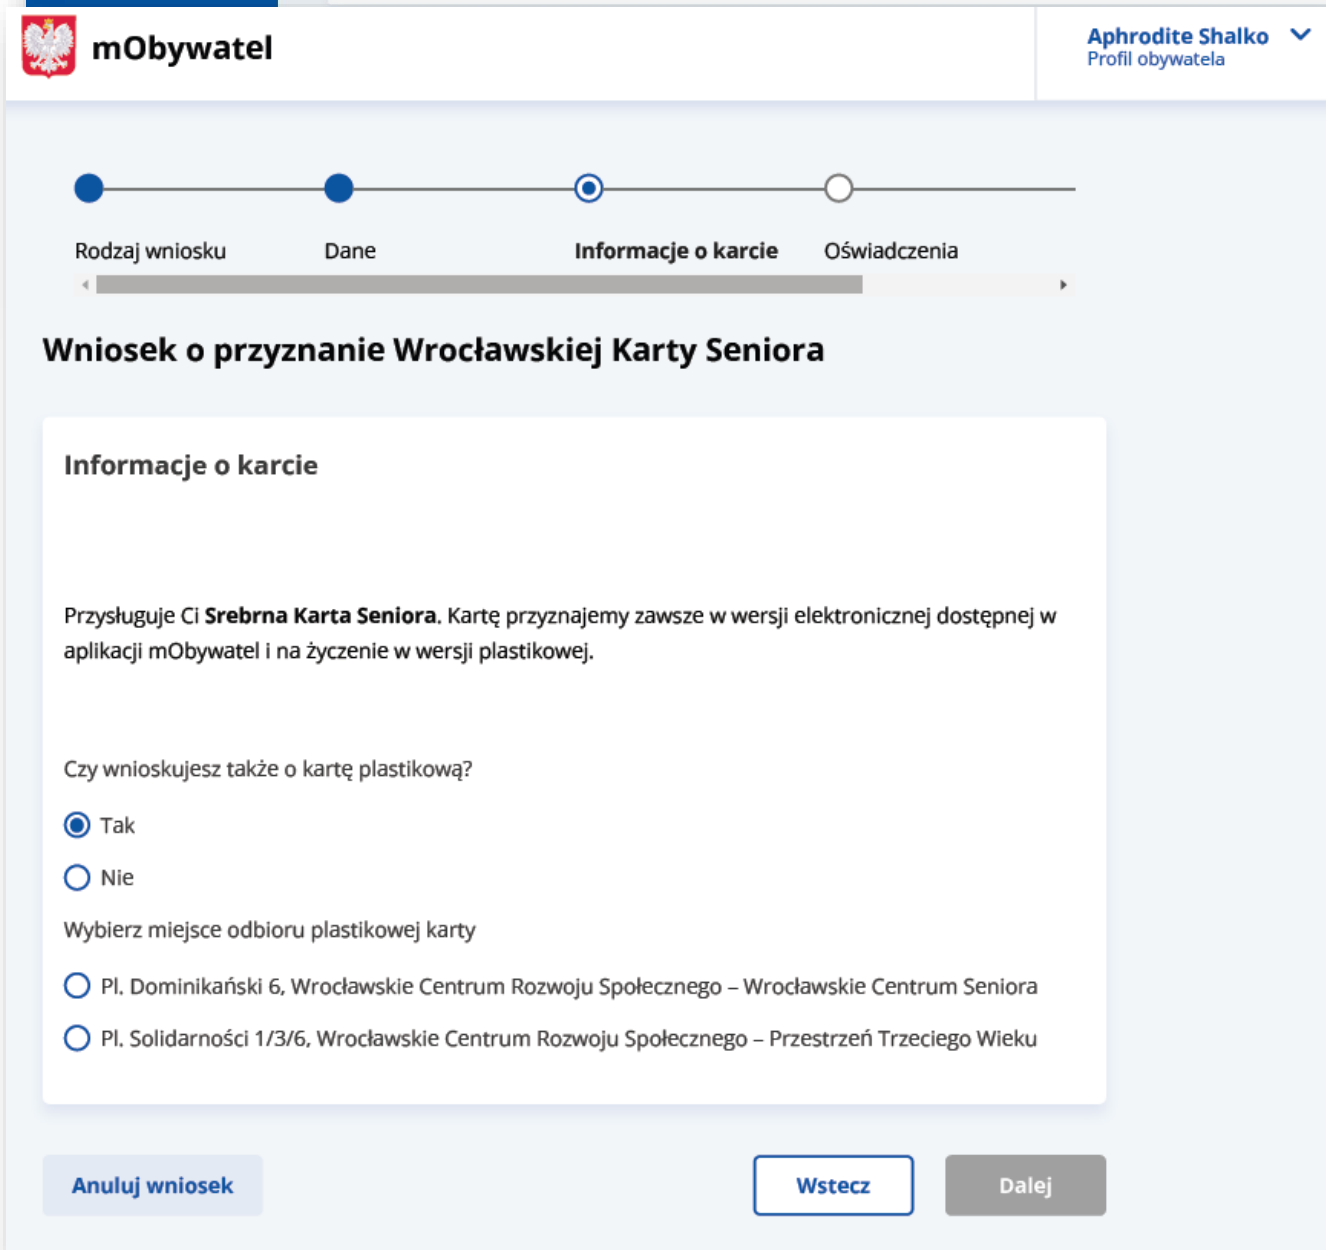 mObywatel
Aphrodite Shalko
Profil obywatela
Rodzaj wniosku
Dane
Informacje o karcie
Oświadczenia
Wniosek o przyznanie Wrocławskiej Karty Seniora
Informacje o karcie
Przysługuje Ci Srebrna Karta Seniora. Kartę przyznajemy zawsze w wersji elektronicznej dostępnej w
aplikacji mObywatel i na życzenie w wersji plastikowej.
Czy wnioskujesz także o kartę plastikową?
Tak
Nie
Wybierz miejsce odbioru plastikowej karty
Pl. Dominikański 6, Wrocławskie Centrum Rozwoju Społecznego – Wrocławskie Centrum Seniora
Pl. Solidarności 1/3/6, Wrocławskie Centrum Rozwoju Społecznego – Przestrzeń Trzeciego Wieku
Anuluj wniosek
Wstecz
Dalej